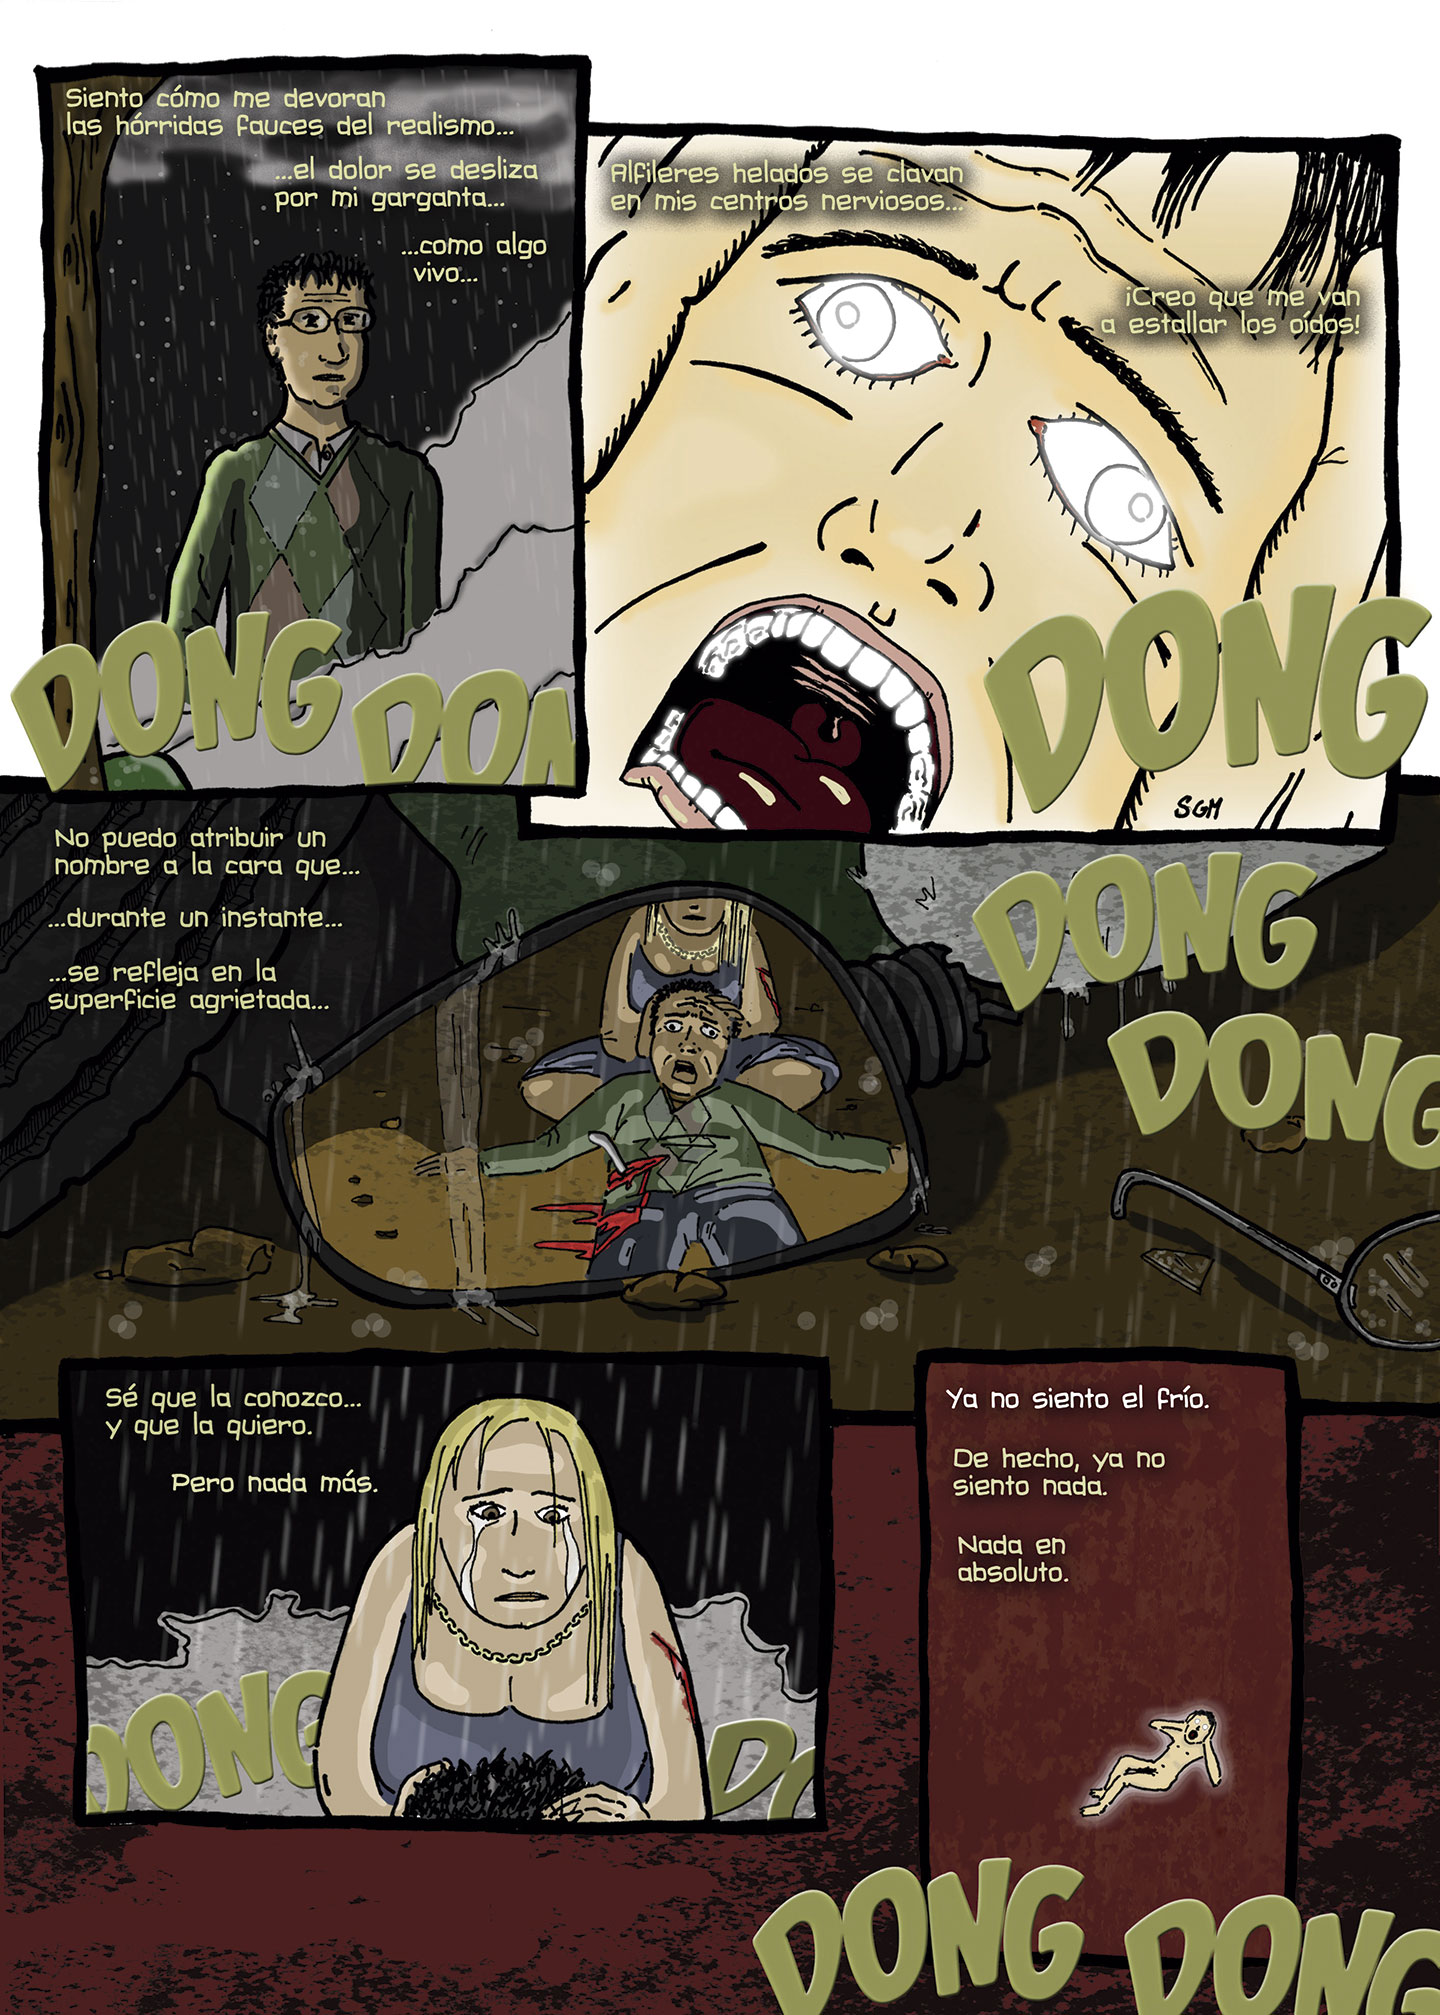 Siento cómo me devoran
las hórridas fauces del realismo...
...el dolor se desliza
por mi garganta...
...como algo
vivo...
DONG
DON
Alfileres helados se clavan
en mis centros nerviosos...
¡Creo que me van
a estallar los oídos!
DONG
SGM
No puedo atribuir un
nombre a la cara que...
...durante un instante...
...se refleja en la
superficie agrietada...
DONG
DONG
Sé que la conozco...
y que la quiero.
Pero nada más.
DONG
DO
Ya no siento el frío.
De hecho, ya no
siento nada.
Nada en
absoluto.
DONG
DONG